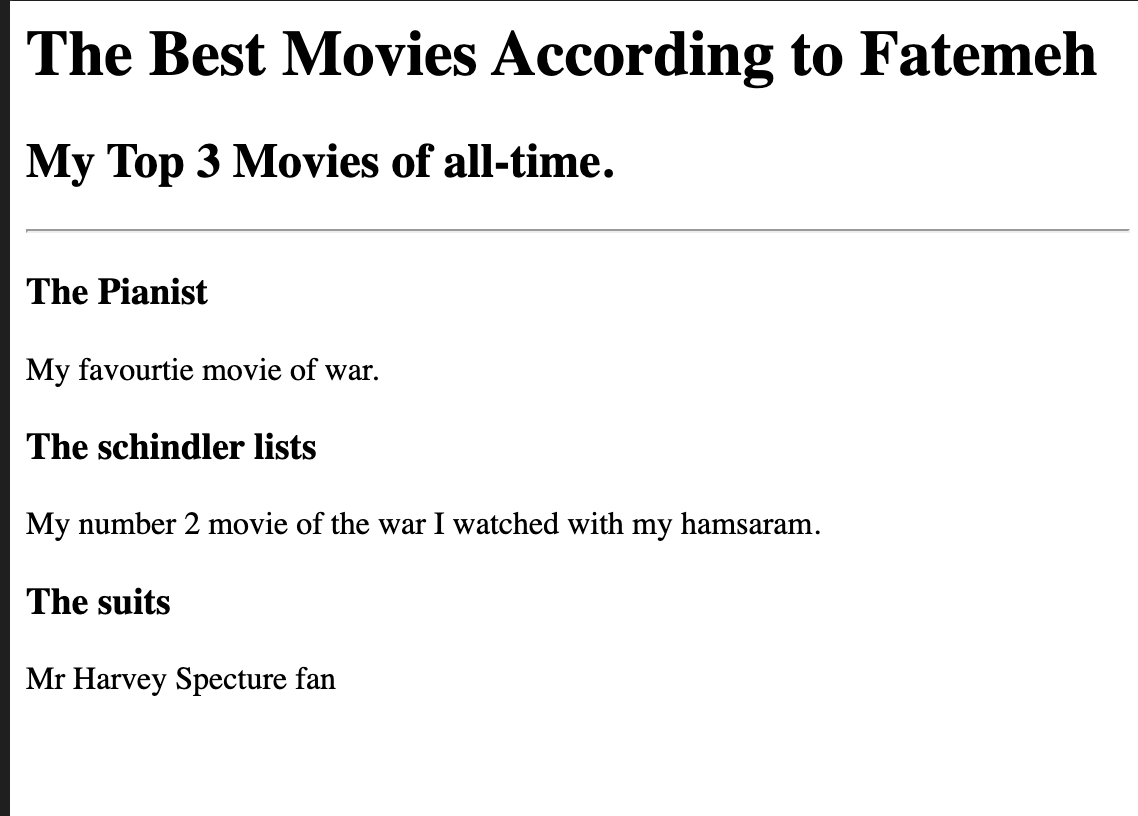 The Best Movies According to Fatemeh
My Top 3 Movies of all-time.
The Pianist
My favourtie movie of war.
The schindler lists
My number 2 movie of the war I watched with my hamsaram.
The suits
Mr Harvey Specture fan